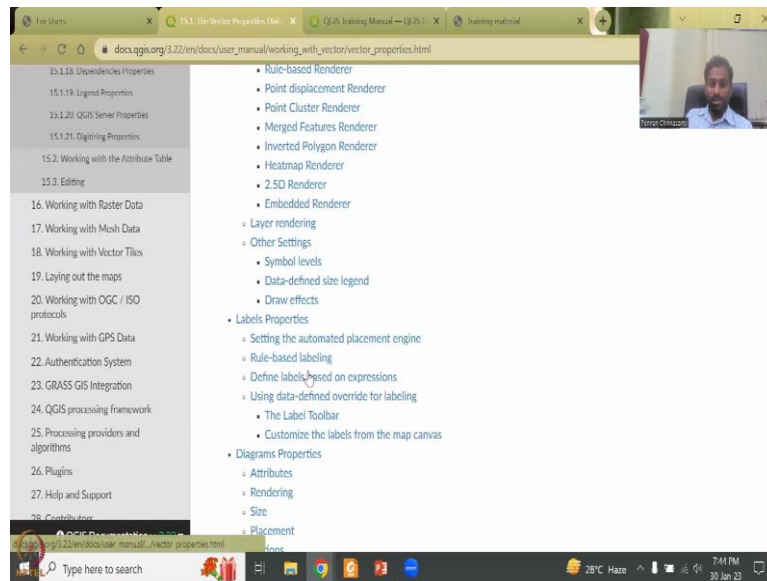 for Users
15.1. The Vector Properties Dialo
QGIS Training Manual — QGIS D
training material
docs.qgis.org/3.22/en/docs/user_manual/working_with_vector/vector_properties.html
15.1.18. Dependencies Properties
15.1.19. Legend Properties
15.1.20. QGIS Server Properties
15.1.21. Digitizing Properties
15.2. Working with the Attribute Table
15.3. Editing
16. Working with Raster Data
17. Working with Mesh Data
18. Working with Vector Tiles
19. Laying out the maps
20. Working with OGC / ISO
protocols
21. Working with GPS Data
22. Authentication System
23. GRASS GIS Integration
24. QGIS processing framework
25. Processing providers and
algorithms
26. Plugins
27. Help and Support
28. Contributors
QGIS Documentation
Rule-based Renderer
Point displacement Renderer
Point Cluster Renderer
Merged Features Renderer
Inverted Polygon Renderer
Heatmap Renderer
2.5D Renderer
Embedded Renderer
Layer rendering
Other Settings
Symbol levels
Data-defined size legend
Draw effects
Labels Properties
Setting the automated placement engine
Rule-based labeling
Define labels based on expressions
Using data-defined override for labeling
The Label Toolbar
Customize the labels from the map canvas
Diagrams Properties
Attributes
Rendering
Size
Placement
Pennan Chinnasamy
NPTEL
Type here to search
28°C Haze
7:44 PM
30 Jan 23